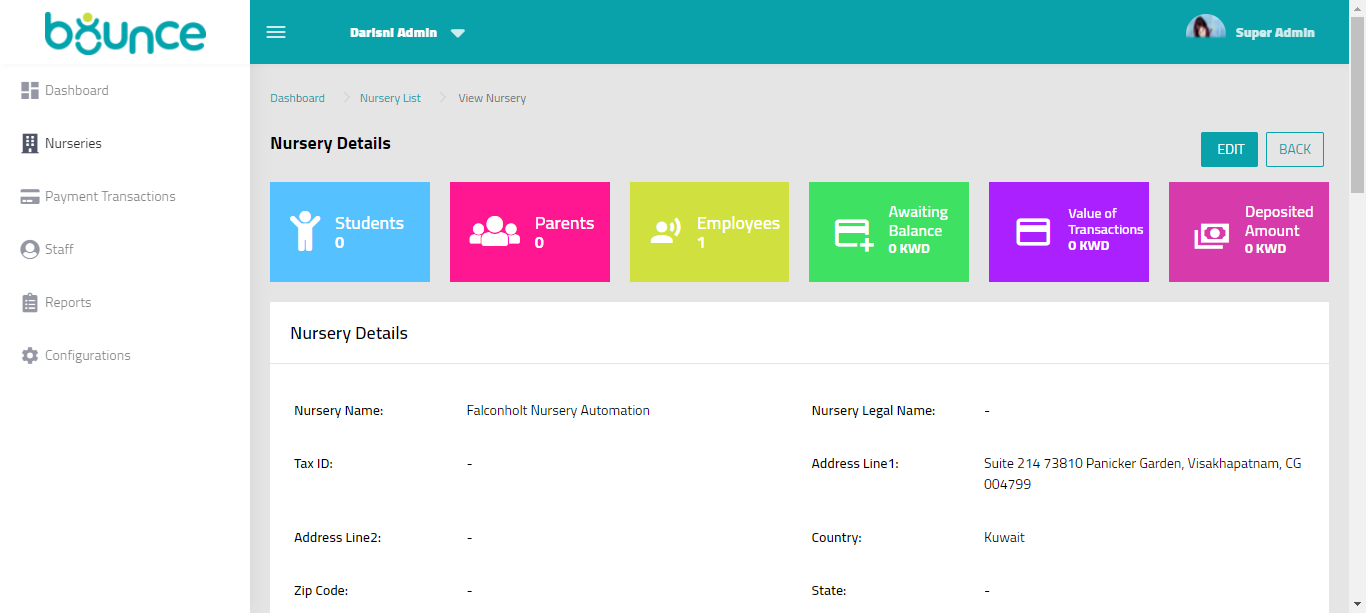 bounce
Darisni Admin
Super Admin
Dashboard
Nurseries
Payment Transactions
Staff
Reports
Configurations
Dashboard Nursery List View Nursery
Nursery Details
EDIT BACK
Students
0
Parents
0
Employees
1
Awaiting
Balance
0 KWD
Value of
Transactions
0 KWD
Deposited
Amount
0 KWD
Nursery Details
Nursery Name: Falconholt Nursery Automation Nursery Legal Name: -
Tax ID: - Address Line1: Suite 214 73810 Panicker Garden, Visakhapatnam, CG
004799
Address Line2: - Country: Kuwait
Zip Code: - State: -